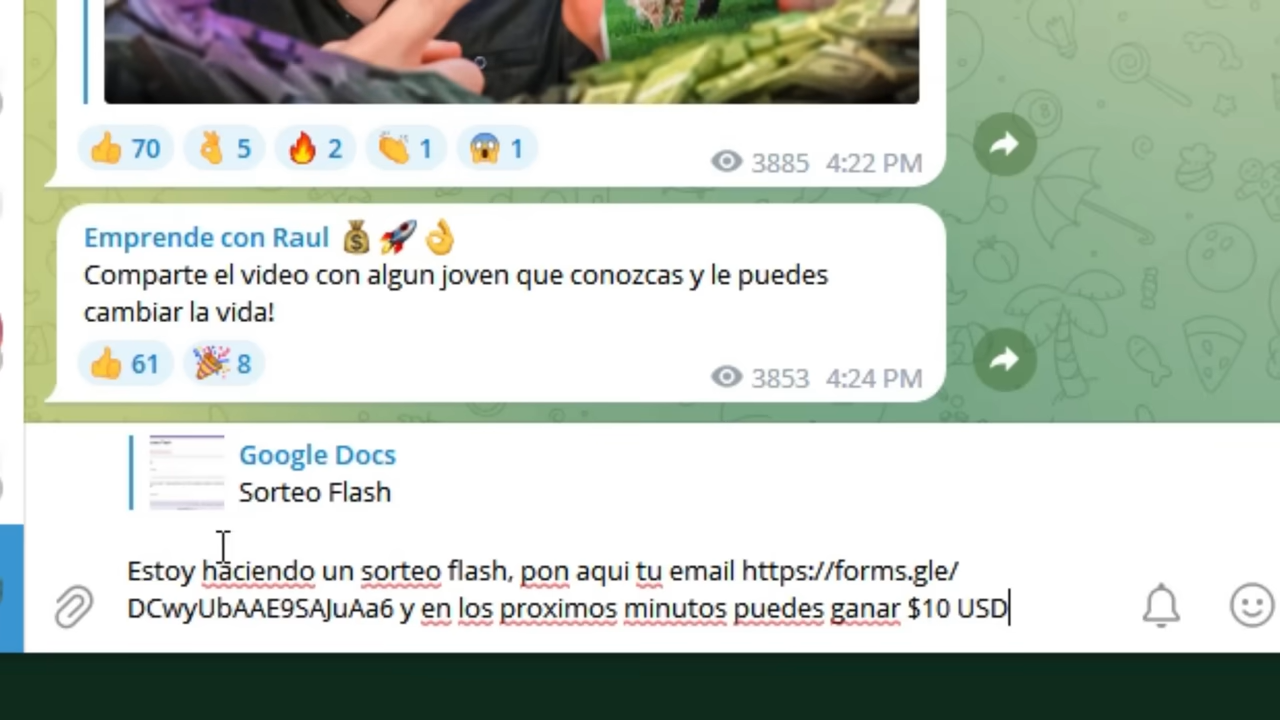 👍 70 👌 5 🔥 2 👏 1 😱 1 3885 4:22 PM
Emprende con Raul 💰🚀👌
Comparte el video con algun joven que conozcas y le puedes
cambiar la vida!
👍 61 🎉 8 3853 4:24 PM
Google Docs
Sorteo Flash
Estoy haciendo un sorteo flash, pon aqui tu email https://forms.gle/
DCwyUbAAE9SAJuAa6 y en los proximos minutos puedes ganar $10 USD